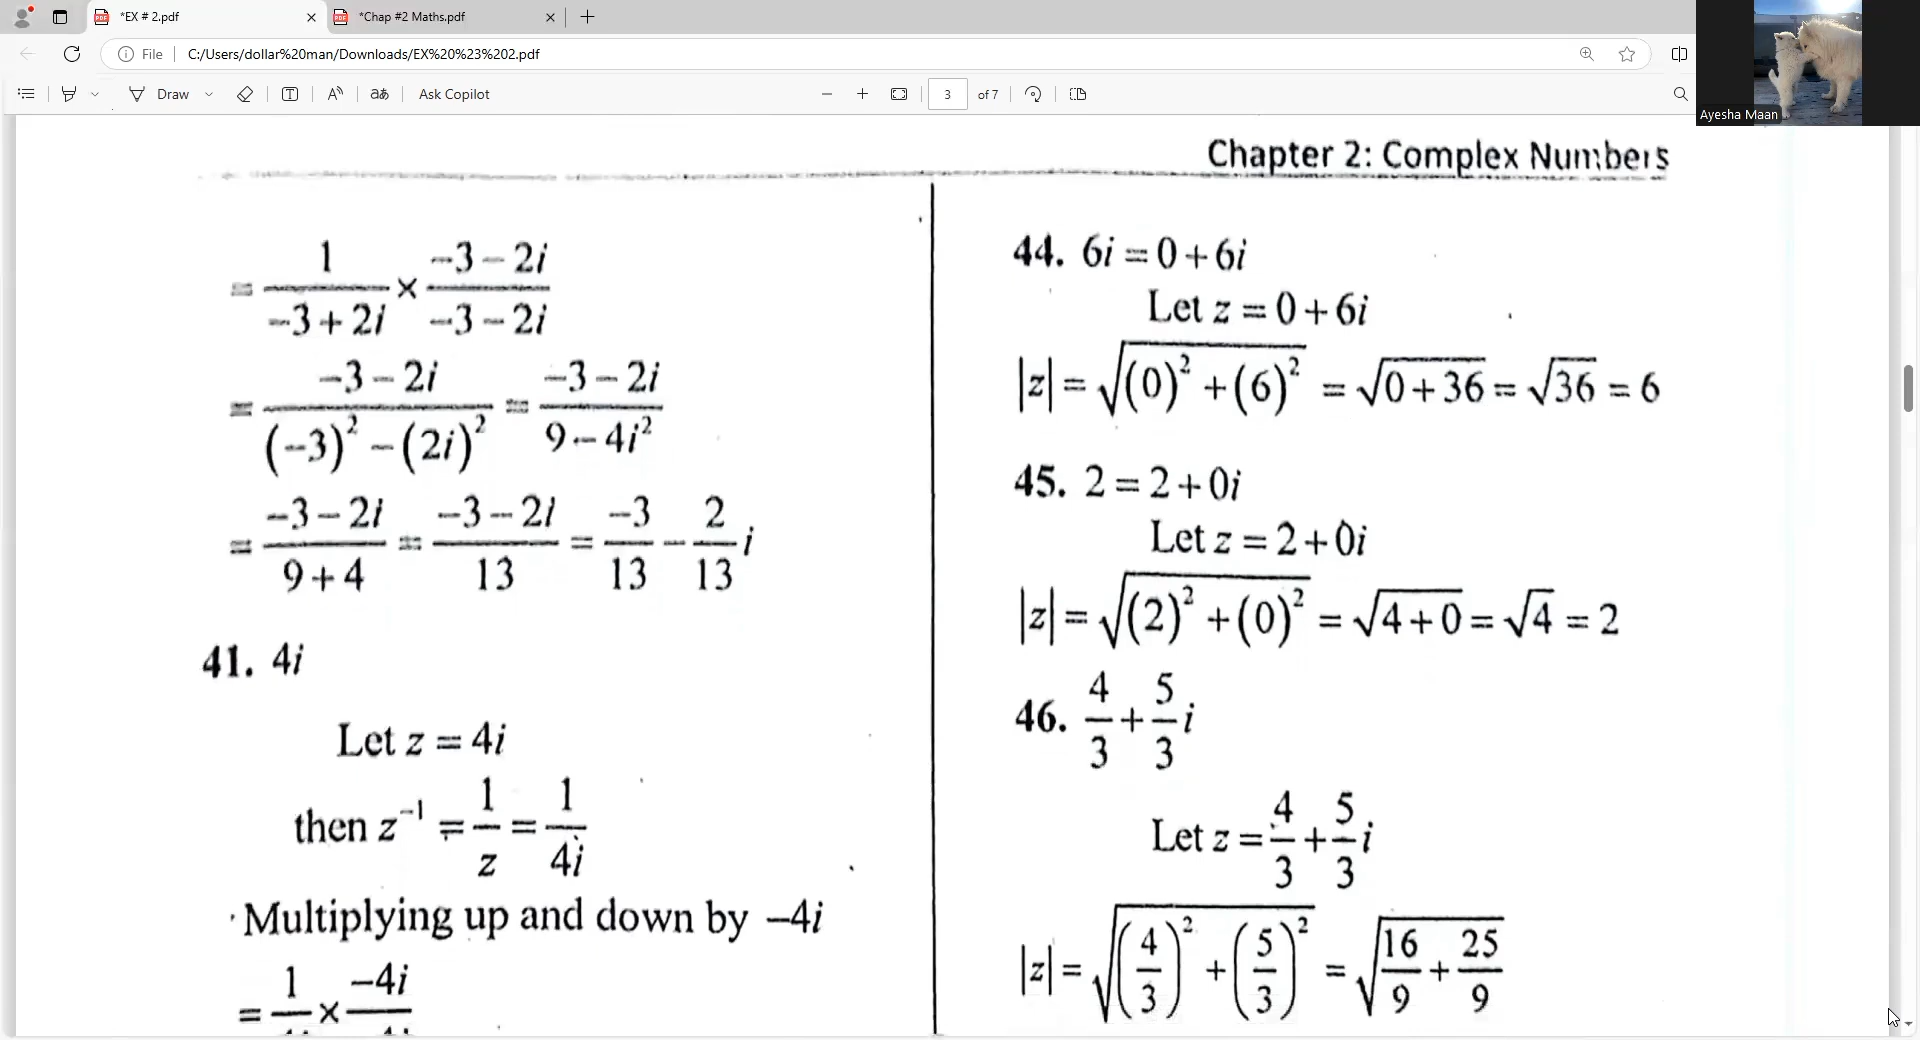 *EX # 2.pdf
*Chap #2 Maths.pdf
File C:/Users/dollar%20man/Downloads/EX%20%23%202.pdf
Draw
aあ
Ask Copilot
3 of 7
Ayesha Maan
Chapter 2: Complex Numbers
= 1/(-3 + 2i) × (-3 - 2i)/(-3 - 2i)
= (-3 - 2i)/((-3)² - (2i)²) = (-3 - 2i)/(9 - 4i²)
= (-3 - 2i)/(9 + 4) = (-3 - 2i)/13 = -3/13 - 2/13 i
41. 4i
Let z = 4i
then z⁻¹ = 1/z = 1/4i
Multiplying up and down by –4i
= 1/4i × -4i/-4i
44. 6i = 0 + 6i
Let z = 0 + 6i
|z| = √((0)² + (6)²) = √(0 + 36) = √36 = 6
45. 2 = 2 + 0i
Let z = 2 + 0i
|z| = √((2)² + (0)²) = √(4 + 0) = √4 = 2
46. 4/3 + 5/3 i
Let z = 4/3 + 5/3 i
|z| = √((4/3)² + (5/3)²) = √(16/9 + 25/9)